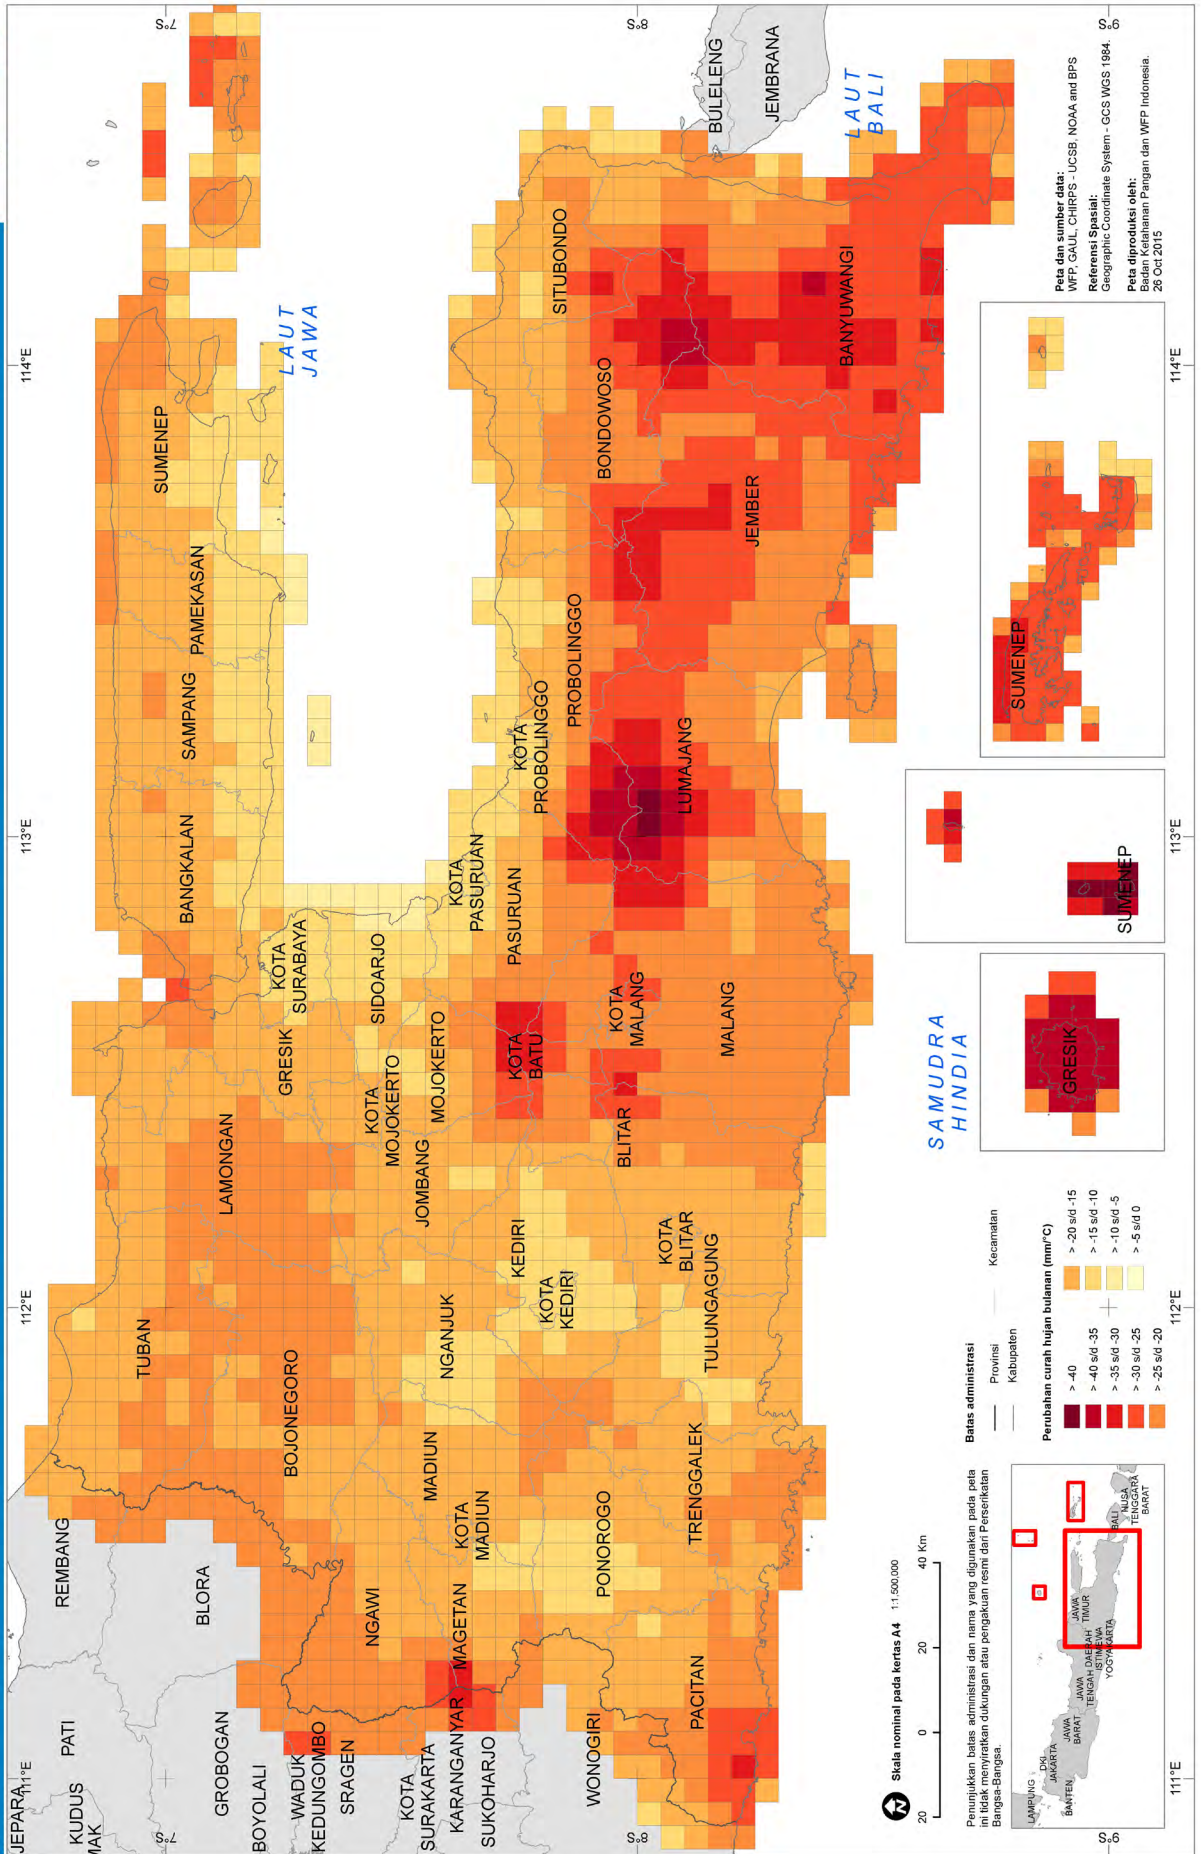 111°E
112°E
113°E
114°E
7°S
8°S
9°S
7°S
8°S
9°S
111°E
112°E
113°E
114°E
JEPARA
KUDUS
MAK
PATI
REMBANG
BLORA
GROBOGAN
BOYOLALI
WADUK
KEDUNGOMBO
SRAGEN
KOTA
SURAKARTA
KARANGANYAR
SUKOHARJO
WONOGIRI
TUBAN
LAMONGAN
BOJONEGORO
NGAWI
MAGETAN
KOTA
MADIUN
MADIUN
NGANJUK
PONOROGO
PACITAN
TRENGGALEK
TULUNGAGUNG
KOTA
BLITAR
BLITAR
KEDIRI
KOTA
KEDIRI
JOMBANG
KOTA
MOJOKERTO
MOJOKERTO
GRESIK
KOTA
SURABAYA
SIDOARJO
BANGKALAN
SAMPANG
PAMEKASAN
SUMENEP
LAUT
JAWA
KOTA
PASURUAN
PASURUAN
KOTA
BATU
KOTA
MALANG
MALANG
KOTA
PROBOLINGGO
PROBOLINGGO
LUMAJANG
JEMBER
BONDOWOSO
SITUBONDO
BANYUWANGI
BULELENG
JEMBRANA
LAUT
BALI
SAMUDRA
HINDIA
GRESIK
SUMENEP
SUMENEP
Skala nominal pada kertas A4 1:1.500,000
20 0 20 40 Km
Penunjukkan batas administrasi dan nama yang digunakan pada peta
ini tidak menyiratkan dukungan atau pengakuan resmi dari Perserikatan
Bangsa-Bangsa.
LAMPUNG
BANTEN
DKI
JAKARTA
JAWA
BARAT
JAWA
TENGAH
DAERAH
ISTIMEWA
YOGYAKARTA
JAWA
TIMUR
BALI
NUSA
TENGGARA
BARAT
Batas administrasi
Provinsi
Kecamatan
Kabupaten
Perubahan curah hujan bulanan (mm/°C)
> -40
> -40 s/d -35
> -35 s/d -30
> -30 s/d -25
> -25 s/d -20
> -20 s/d -15
> -15 s/d -10
> -10 s/d -5
> -5 s/d 0
Peta dan sumber data:
WFP, GAUL, CHIRPS - UCSB, NOAA and BPS
Referensi Spasial:
Geographic Coordinate System - GCS WGS 1984.
Peta diproduksi oleh:
Badan Ketahanan Pangan dan WFP Indonesia.
26 Oct 2015